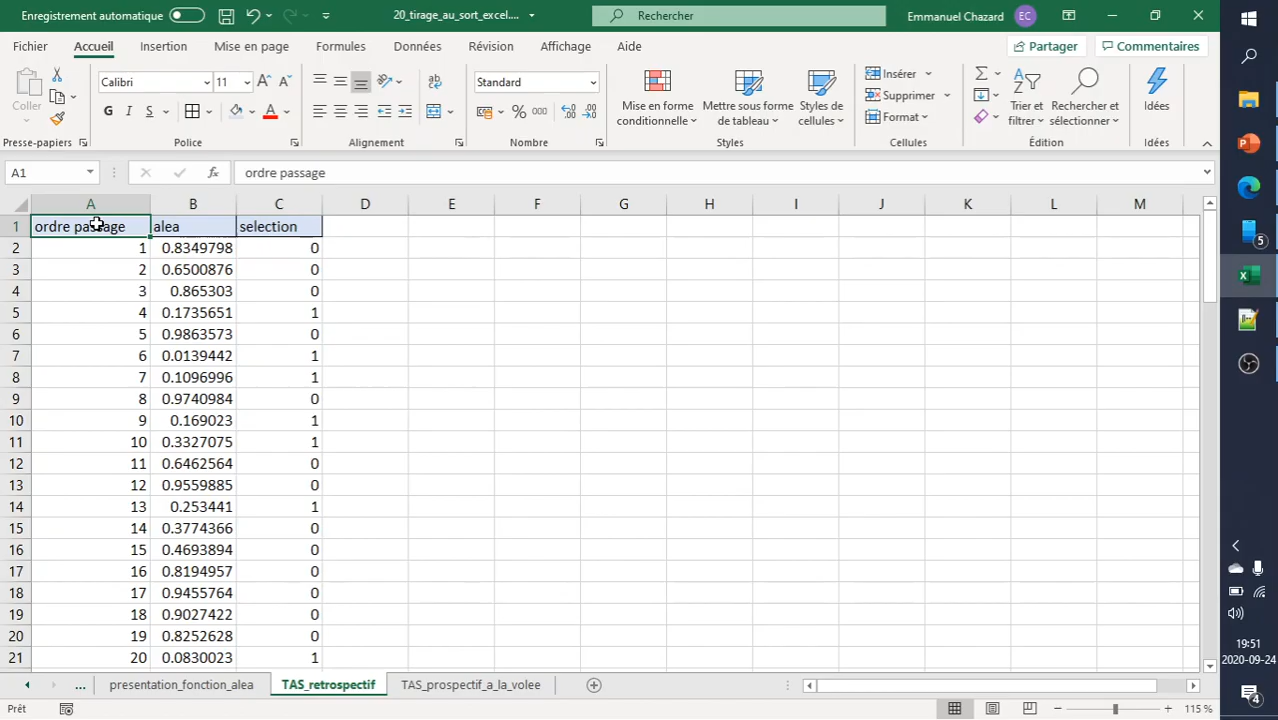 Enregistrement automatique
20_tirage_au_sort_excel....
Rechercher
Emmanuel Chazard
EC
Fichier
Accueil
Insertion
Mise en page
Formules
Données
Révision
Affichage
Aide
Partager
Commentaires
Coller
Presse-papiers
Calibri
11
G I S
Police
Alignement
Standard
% 000
Nombre
Mise en forme conditionnelle
Mettre sous forme de tableau
Styles de cellules
Styles
Insérer
Supprimer
Format
Cellules
Trier et filtrer
Rechercher et sélectionner
Édition
Idées
Idées
A1
fx
ordre passage
A B C D E F G H I J K L M
1 ordre passage alea selection
2 1 0.8349798 0
3 2 0.6500876 0
4 3 0.865303 0
5 4 0.1735651 1
6 5 0.9863573 0
7 6 0.0139442 1
8 7 0.1096996 1
9 8 0.9740984 0
10 9 0.169023 1
11 10 0.3327075 1
12 11 0.6462564 0
13 12 0.9559885 0
14 13 0.253441 1
15 14 0.3774366 0
16 15 0.4693894 0
17 16 0.8194957 0
18 17 0.9455764 0
19 18 0.9027422 0
20 19 0.8252628 0
21 20 0.0830023 1
...
presentation_fonction_alea
TAS_retrospectif
TAS_prospectif_a_la_volee
Prêt
115 %
5
19:51
2020-09-24
4